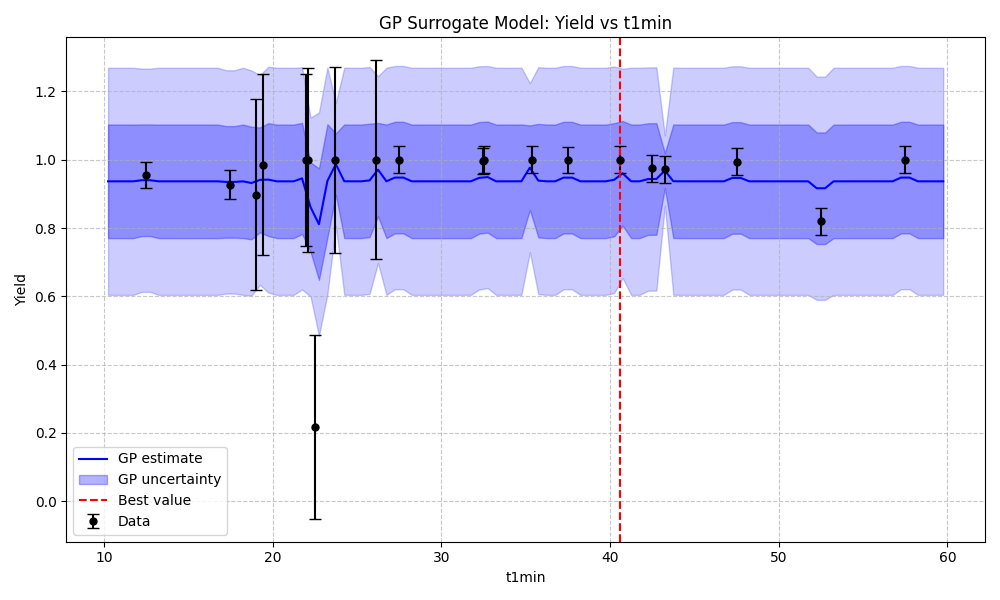 GP Surrogate Model: Yield vs t1min
Yield
1.2
1.0
0.8
0.6
0.4
0.2
0.0
GP estimate
GP uncertainty
Best value
Data
10
20
30
40
50
60
t1min